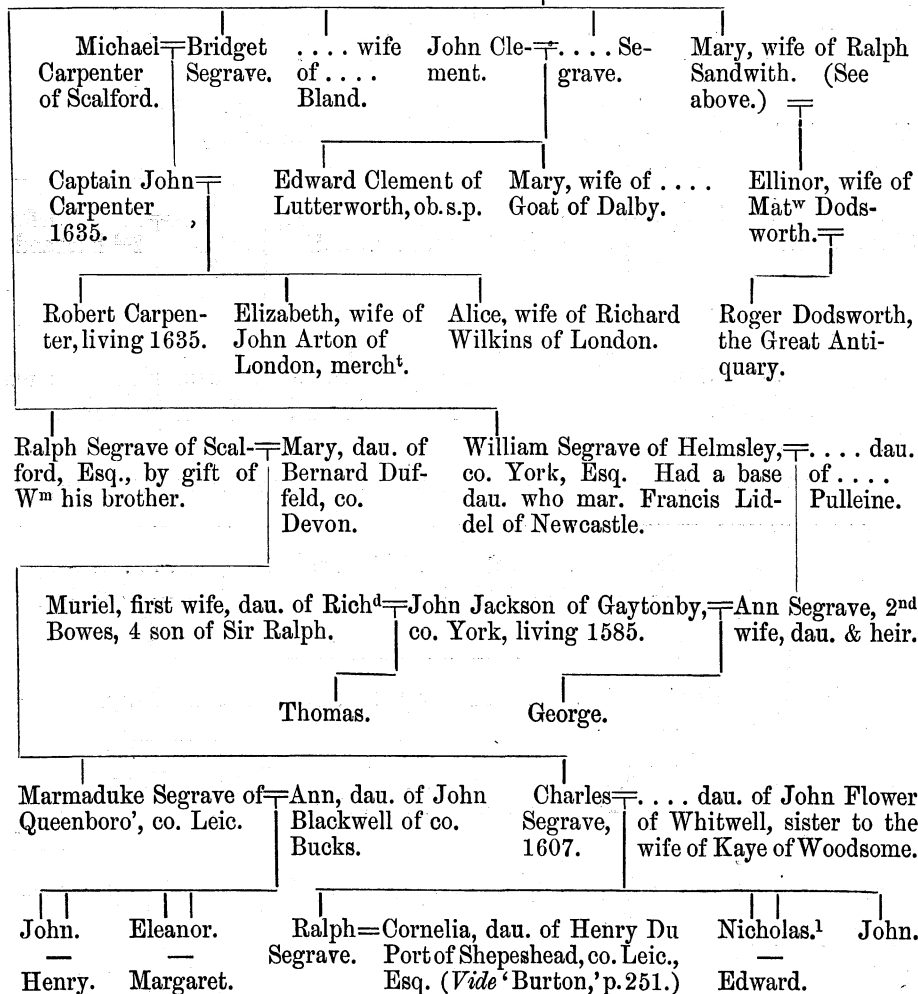 Michael Carpenter of Scalford. = Bridget Segrave.
.... wife of .... Bland.
John Clement. = .... Segrave.
Mary, wife of Ralph Sandwith. (See above.) =
Captain John Carpenter 1635. =
Edward Clement of Lutterworth, ob. s.p.
Mary, wife of .... Goat of Dalby.
Ellinor, wife of Matʷ Dodsworth. =
Robert Carpenter, living 1635.
Elizabeth, wife of John Arton of London, merchᵗ.
Alice, wife of Richard Wilkins of London.
Roger Dodsworth, the Great Antiquary.
Ralph Segrave of Scalford, Esq., by gift of Wᵐ his brother. = Mary, dau. of Bernard Duffeld, co. Devon.
William Segrave of Helmsley, co. York, Esq. Had a base dau. who mar. Francis Liddel of Newcastle. = .... dau. of .... Pulleine.
Muriel, first wife, dau. of Richᵈ Bowes, 4 son of Sir Ralph. = John Jackson of Gaytonby, co. York, living 1585. = Ann Segrave, 2ⁿᵈ wife, dau. & heir.
Thomas.
George.
Marmaduke Segrave of Queenboro', co. Leic. = Ann, dau. of John Blackwell of co. Bucks.
Charles Segrave, 1607. = .... dau. of John Flower of Whitwell, sister to the wife of Kaye of Woodsome.
John.
—
Henry.
Eleanor.
—
Margaret.
Ralph Segrave. = Cornelia, dau. of Henry Du Port of Shepeshead, co. Leic., Esq. (Vide 'Burton,' p. 251.)
Nicholas.¹
—
Edward.
John.